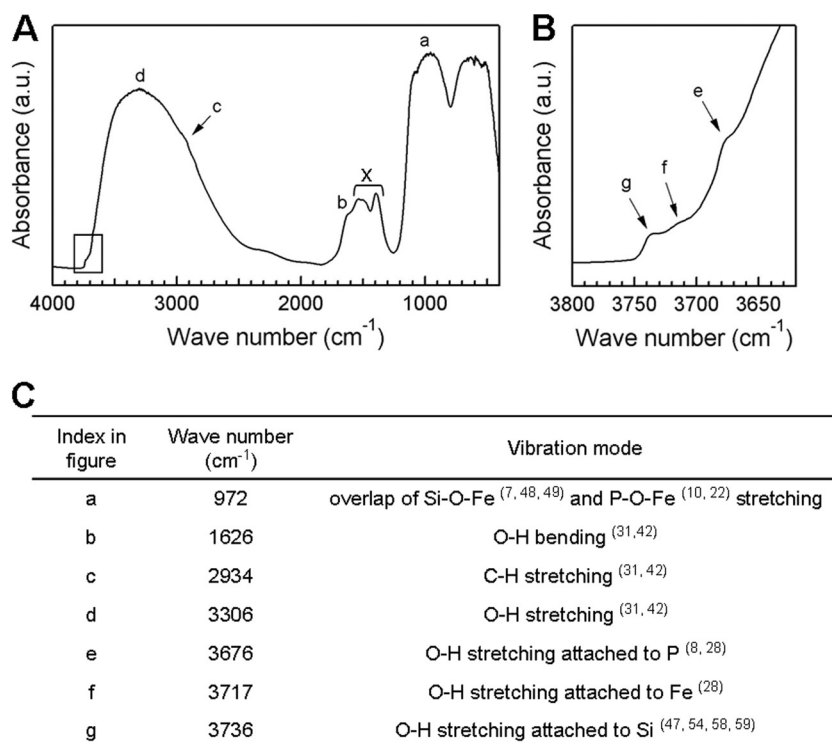 A
Absorbance (a.u.)
d
c
b
X
a
4000 3000 2000 1000
Wave number (cm⁻¹)
B
Absorbance (a.u.)
g
f
e
3800 3750 3700 3650
Wave number (cm⁻¹)
C
Index in figure Wave number (cm⁻¹) Vibration mode
a 972 overlap of Si-O-Fe (7, 48, 49) and P-O-Fe (10, 22) stretching
b 1626 O-H bending (31,42)
c 2934 C-H stretching (31, 42)
d 3306 O-H stretching (31, 42)
e 3676 O-H stretching attached to P (8, 28)
f 3717 O-H stretching attached to Fe (28)
g 3736 O-H stretching attached to Si (47, 54, 58, 59)